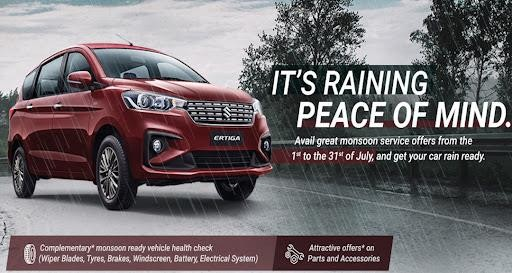 IT'S RAINING
PEACE OF MIND.
Avail great monsoon service offers from the
1st to the 31st of July, and get your car rain ready.
ERTIGA
Complementary* monsoon ready vehicle health check
(Wiper Blades, Tyres, Brakes, Windscreen, Battery, Electrical System)
Attractive offers* on
Parts and Accessories